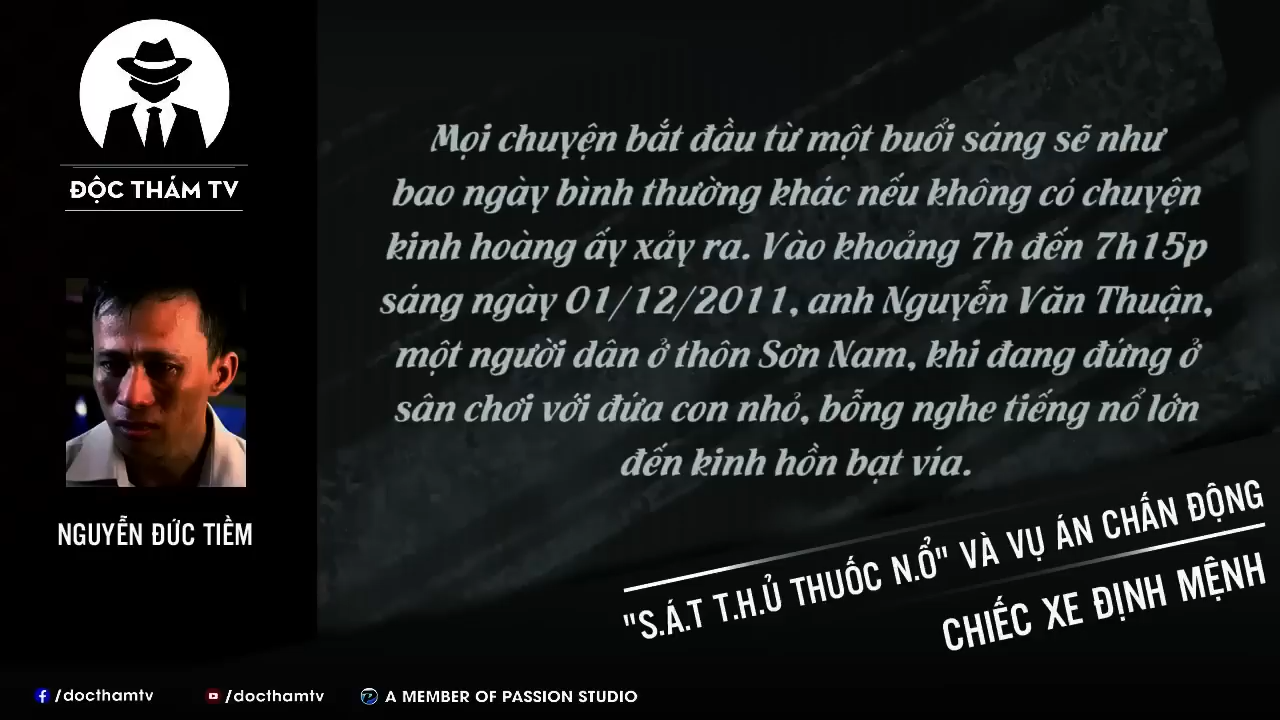 ĐỘC THÁM TV
NGUYỄN ĐỨC TIỀM
Mọi chuyện bắt đầu từ một buổi sáng sẽ như
bao ngày bình thường khác nếu không có chuyện
kinh hoàng ấy xảy ra. Vào khoảng 7h đến 7h15p
sáng ngày 01/12/2011, anh Nguyễn Văn Thuận,
một người dân ở thôn Sơn Nam, khi đang đứng ở
sân chơi với đứa con nhỏ, bỗng nghe tiếng nổ lớn
đến kinh hồn bạt vía.
"S.Á.T T.H.Ủ THUỐC N.Ổ" VÀ VỤ ÁN CHẤN ĐỘNG
CHIẾC XE ĐỊNH MỆNH
/docthamtv
/docthamtv
A MEMBER OF PASSION STUDIO